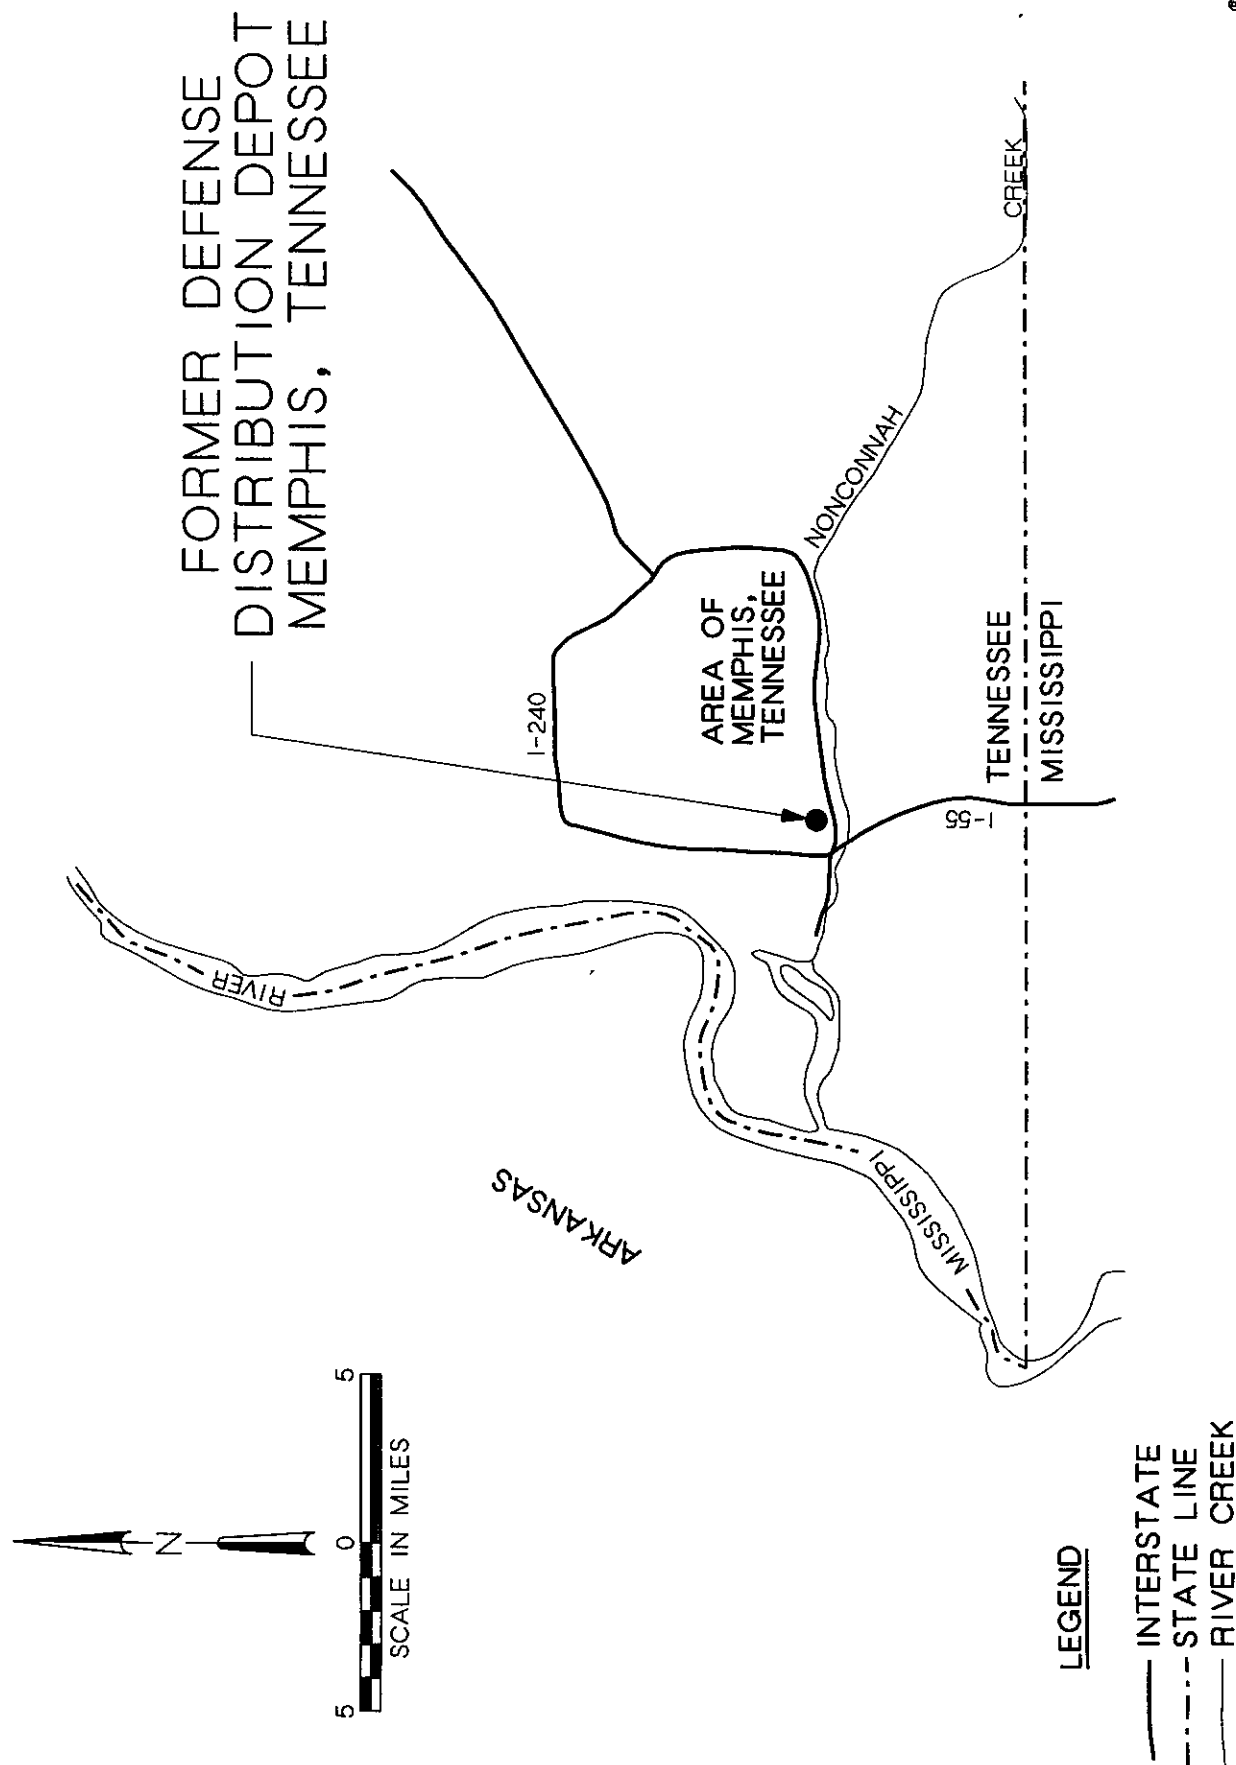 FORMER DEFENSE
DISTRIBUTION DEPOT
MEMPHIS, TENNESSEE
I-240
AREA OF
MEMPHIS,
TENNESSEE
NONCONNAH
CREEK
TENNESSEE
MISSISSIPPI
I-55
RIVER
MISSISSIPPI
ARKANSAS
N
5 0 5
SCALE IN MILES
LEGEND
INTERSTATE
STATE LINE
RIVER CREEK